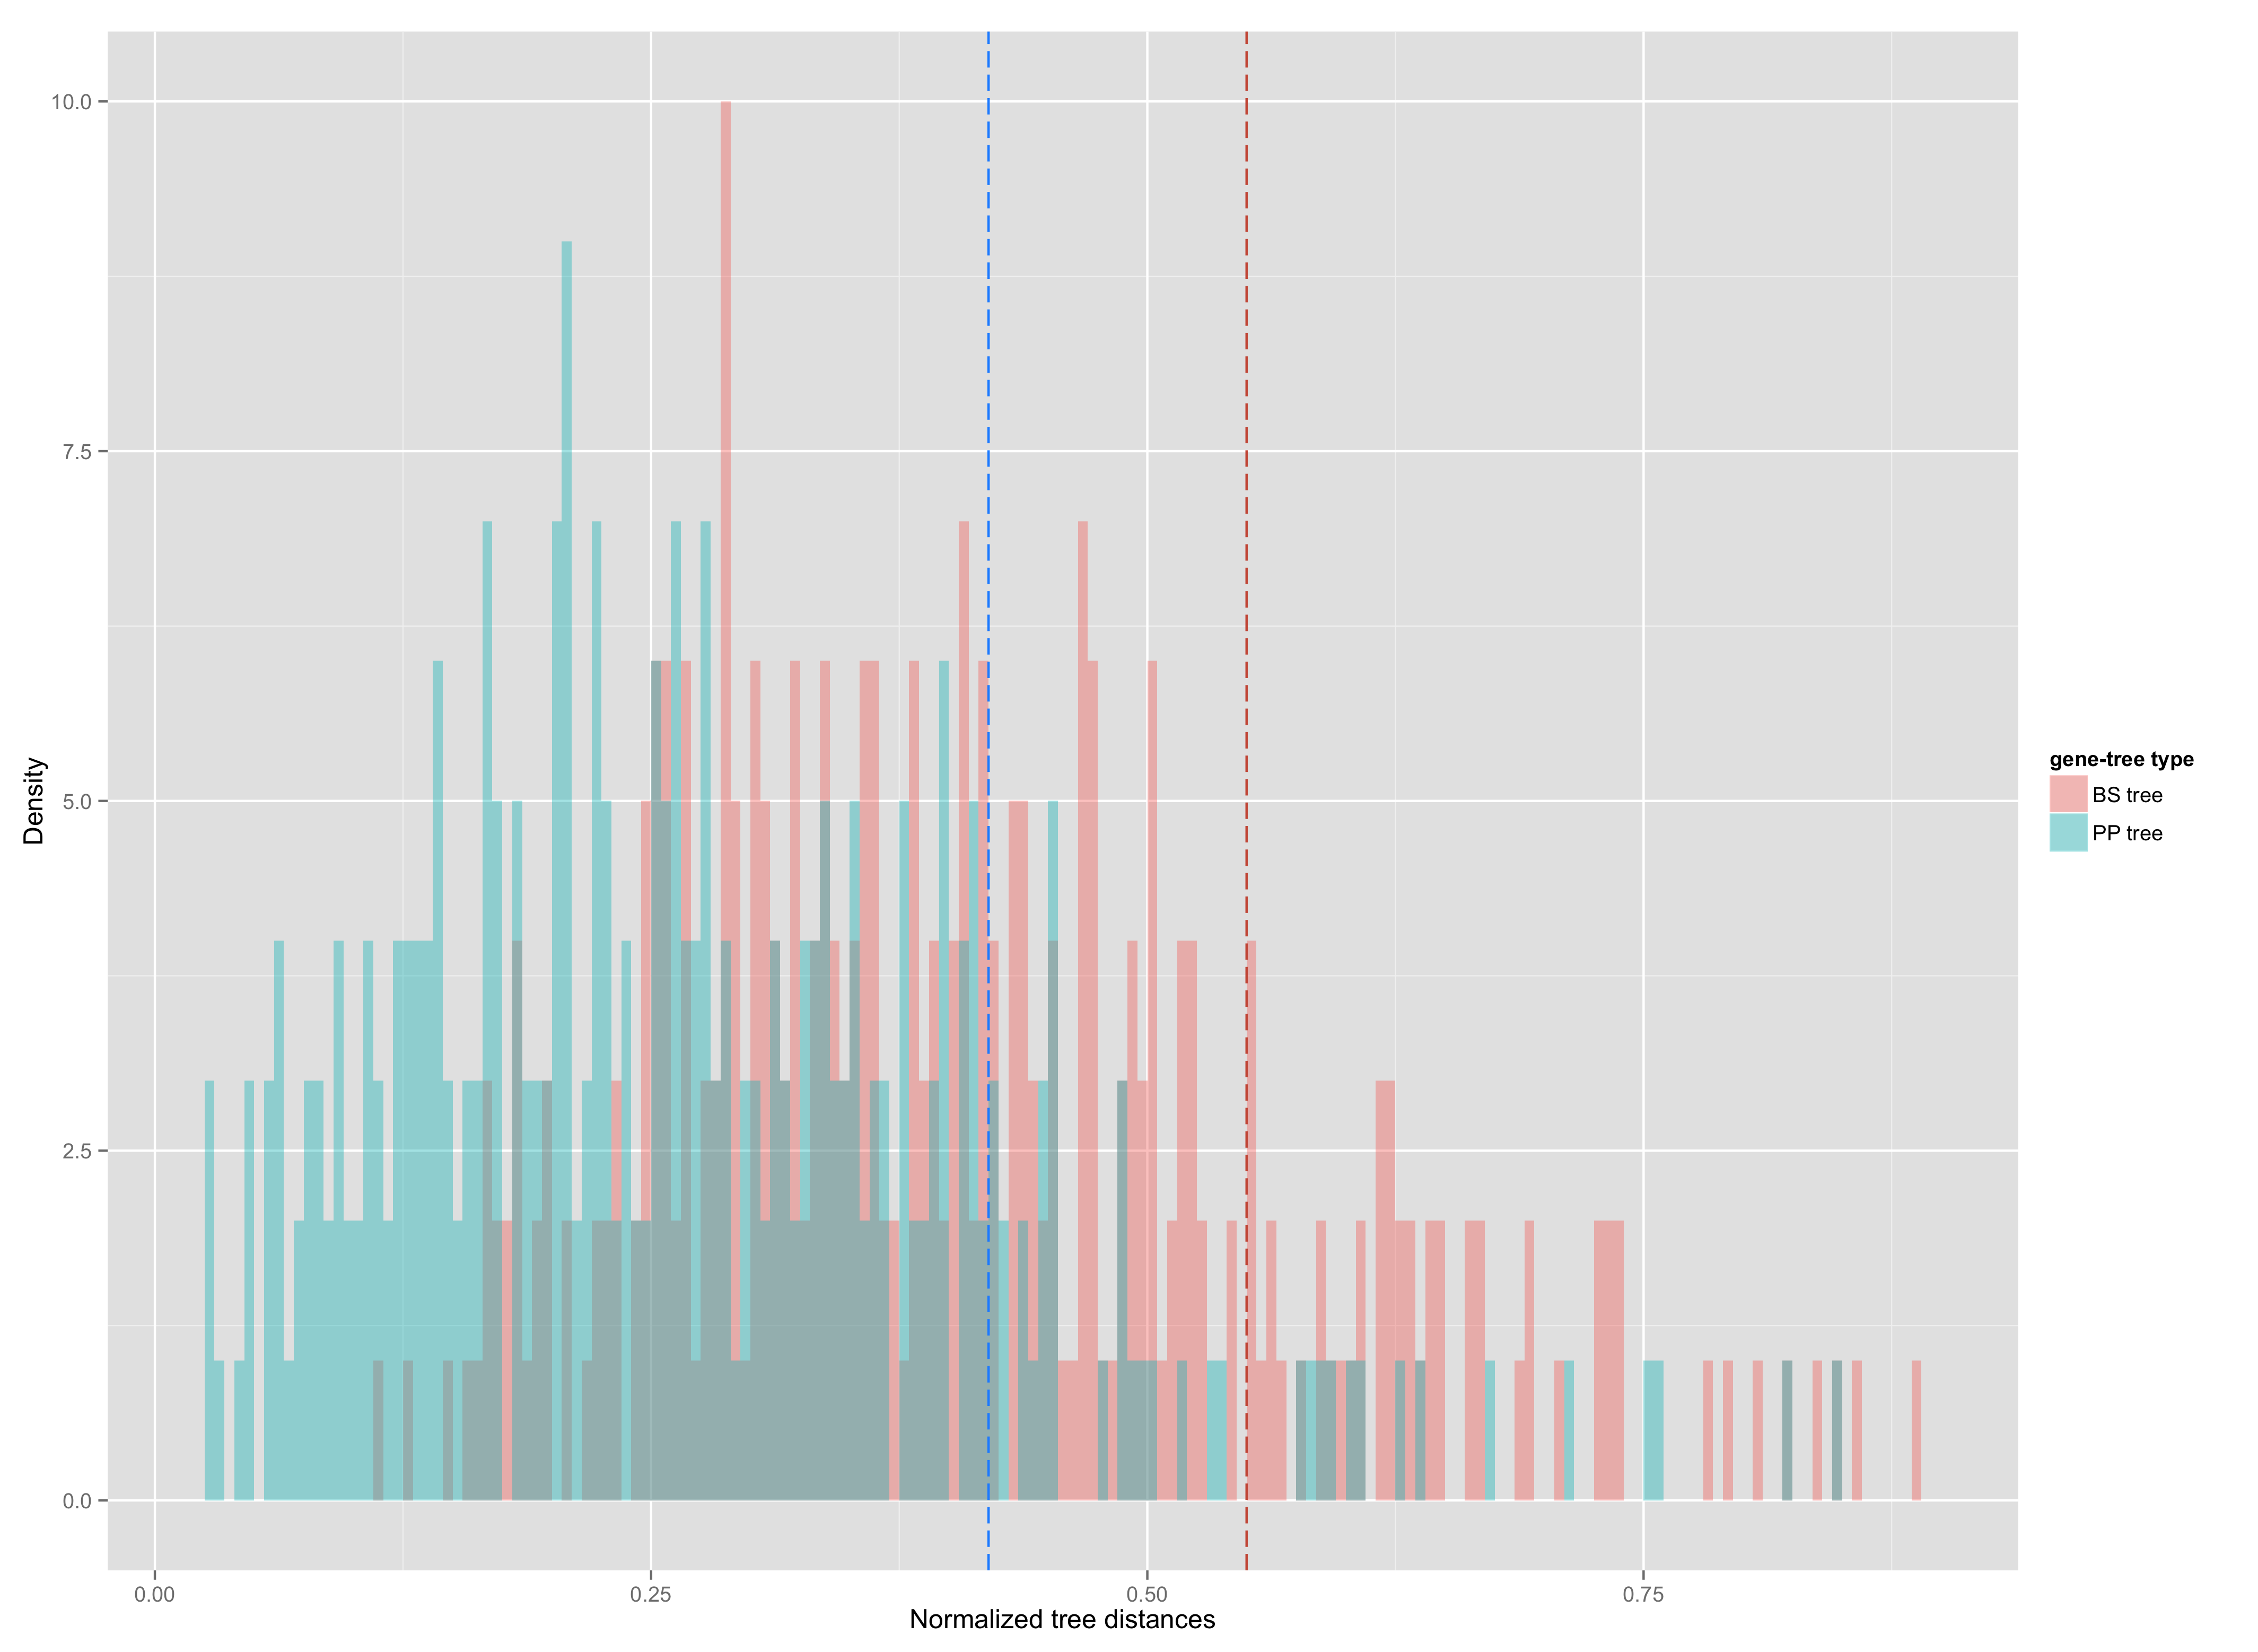 10.0
7.5
5.0
2.5
0.0
Density
0.00
0.25
0.50
0.75
Normalized tree distances
gene-tree type
BS tree
PP tree